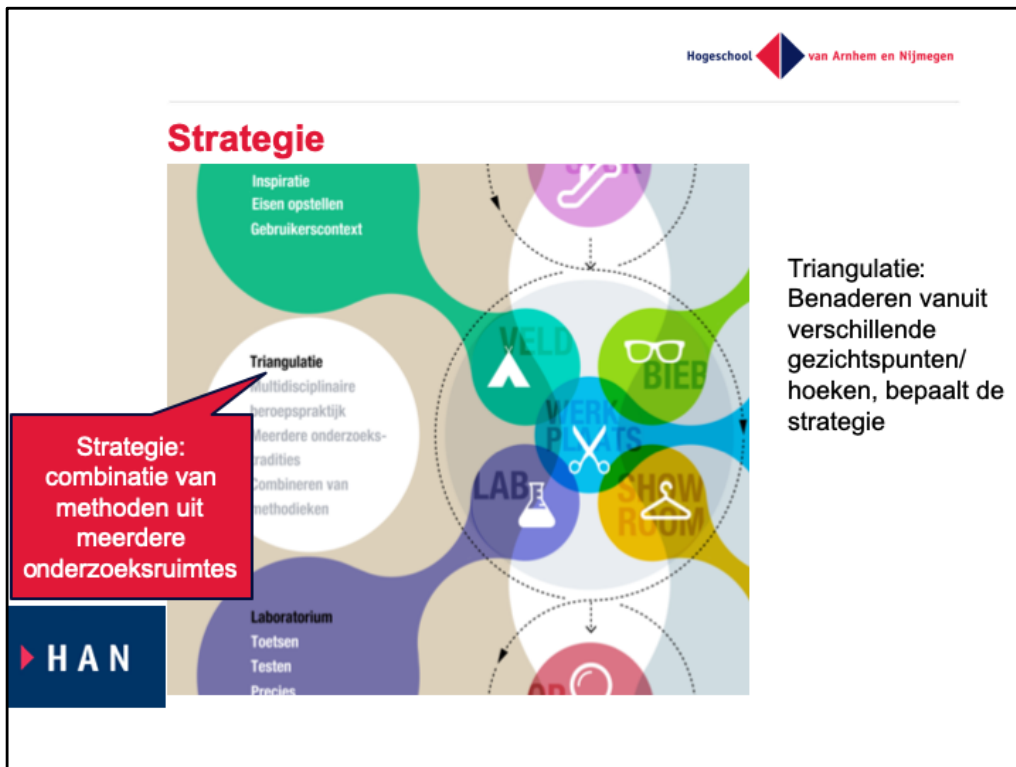 Hogeschool van Arnhem en Nijmegen
Strategie
Inspiratie
Eisen opstellen
Gebruikerscontext
Triangulatie:
Benaderen vanuit
verschillende
gezichtspunten/
hoeken, bepaalt de
strategie
VELD
BIEB
WERK
PLAATS
LAB
SHOW
ROOM
Triangulatie
Multidisciplinaire
beroepspraktijk
Meerdere onderzoeks-
tradities
Combineren van
methodieken
Strategie:
combinatie van
methoden uit
meerdere
onderzoeksruimtes
Laboratorium
Toetsen
Testen
Precies
HAN